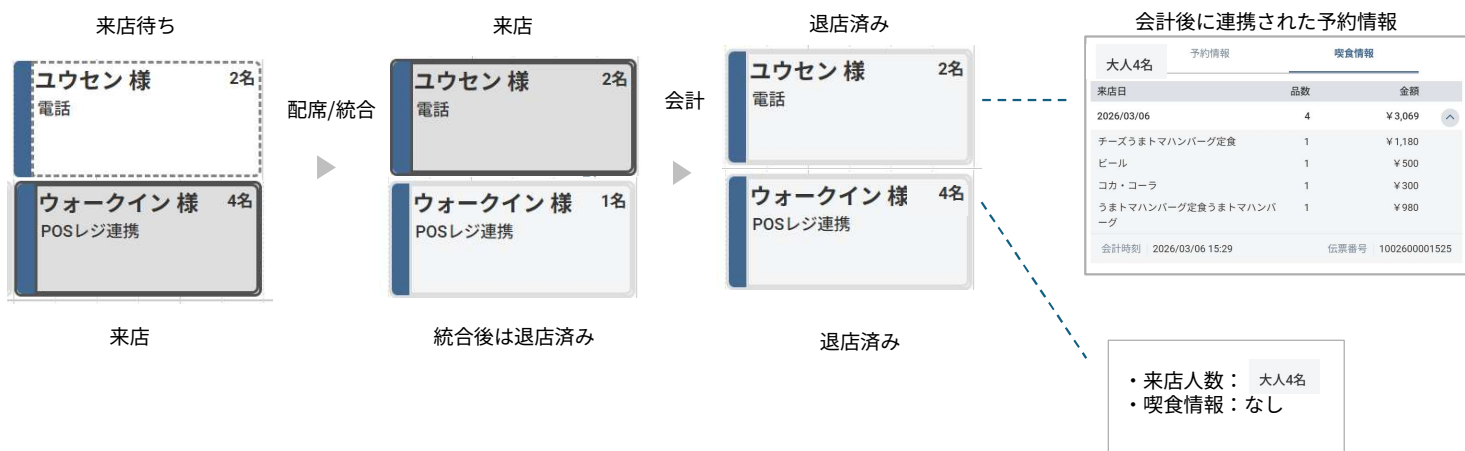 来店待ち
ユウセン 様 2名
電話
ウォークイン 様 4名
POSレジ連携
来店
配席/統合
来店
ユウセン 様 2名
電話
ウォークイン 様 1名
POSレジ連携
統合後は退店済み
会計
退店済み
ユウセン 様 2名
電話
ウォークイン 様 4名
POSレジ連携
退店済み
会計後に連携された予約情報
大人4名 予約情報 喫食情報
来店日 品数 金額
2026/03/06 4 ¥3,069
チーズうまトマハンバーグ定食 1 ¥1,180
ビール 1 ¥500
コカ・コーラ 1 ¥300
うまトマハンバーグ定食うまトマハンバ 1 ¥980
ーグ
会計時刻 2026/03/06 15:29 伝票番号 1002600001525
・来店人数： 大人4名
・喫食情報：なし